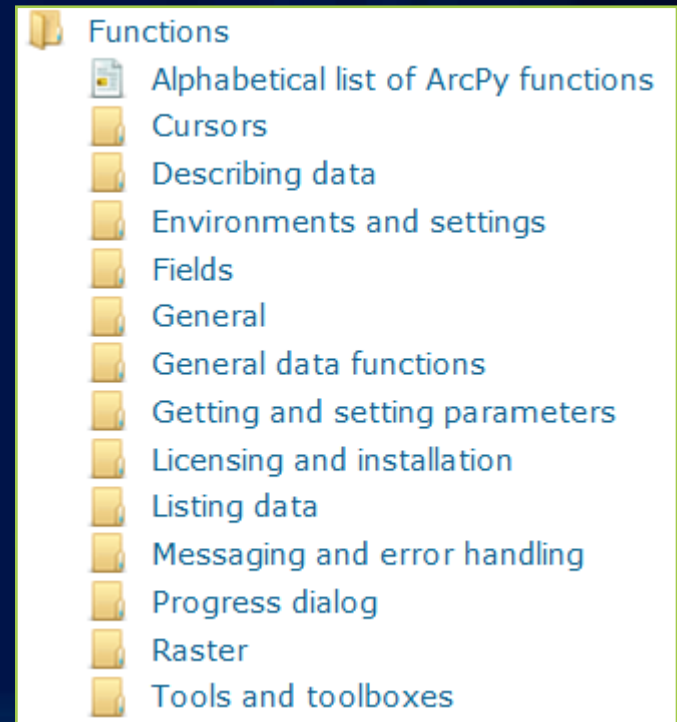 Functions
Alphabetical list of ArcPy functions
Cursors
Describing data
Environments and settings
Fields
General
General data functions
Getting and setting parameters
Licensing and installation
Listing data
Messaging and error handling
Progress dialog
Raster
Tools and toolboxes